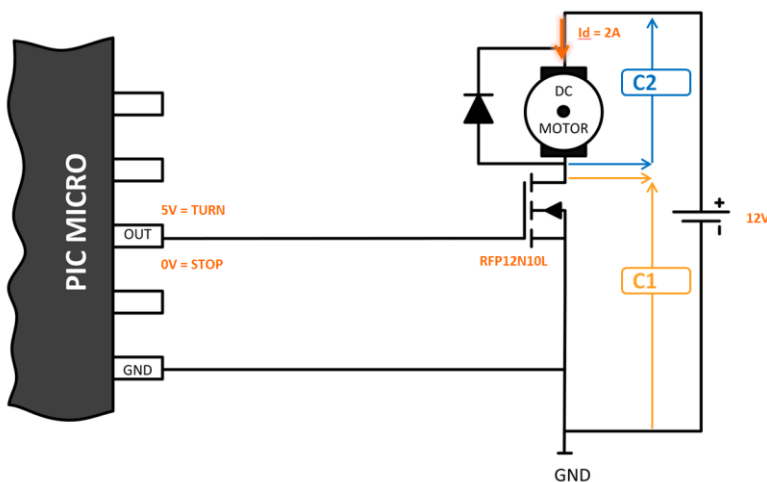 Id = 2A
C2
DC
MOTOR
PIC MICRO
5V = TURN
OUT
0V = STOP
RFP12N10L
+
-
12V
C1
GND
GND